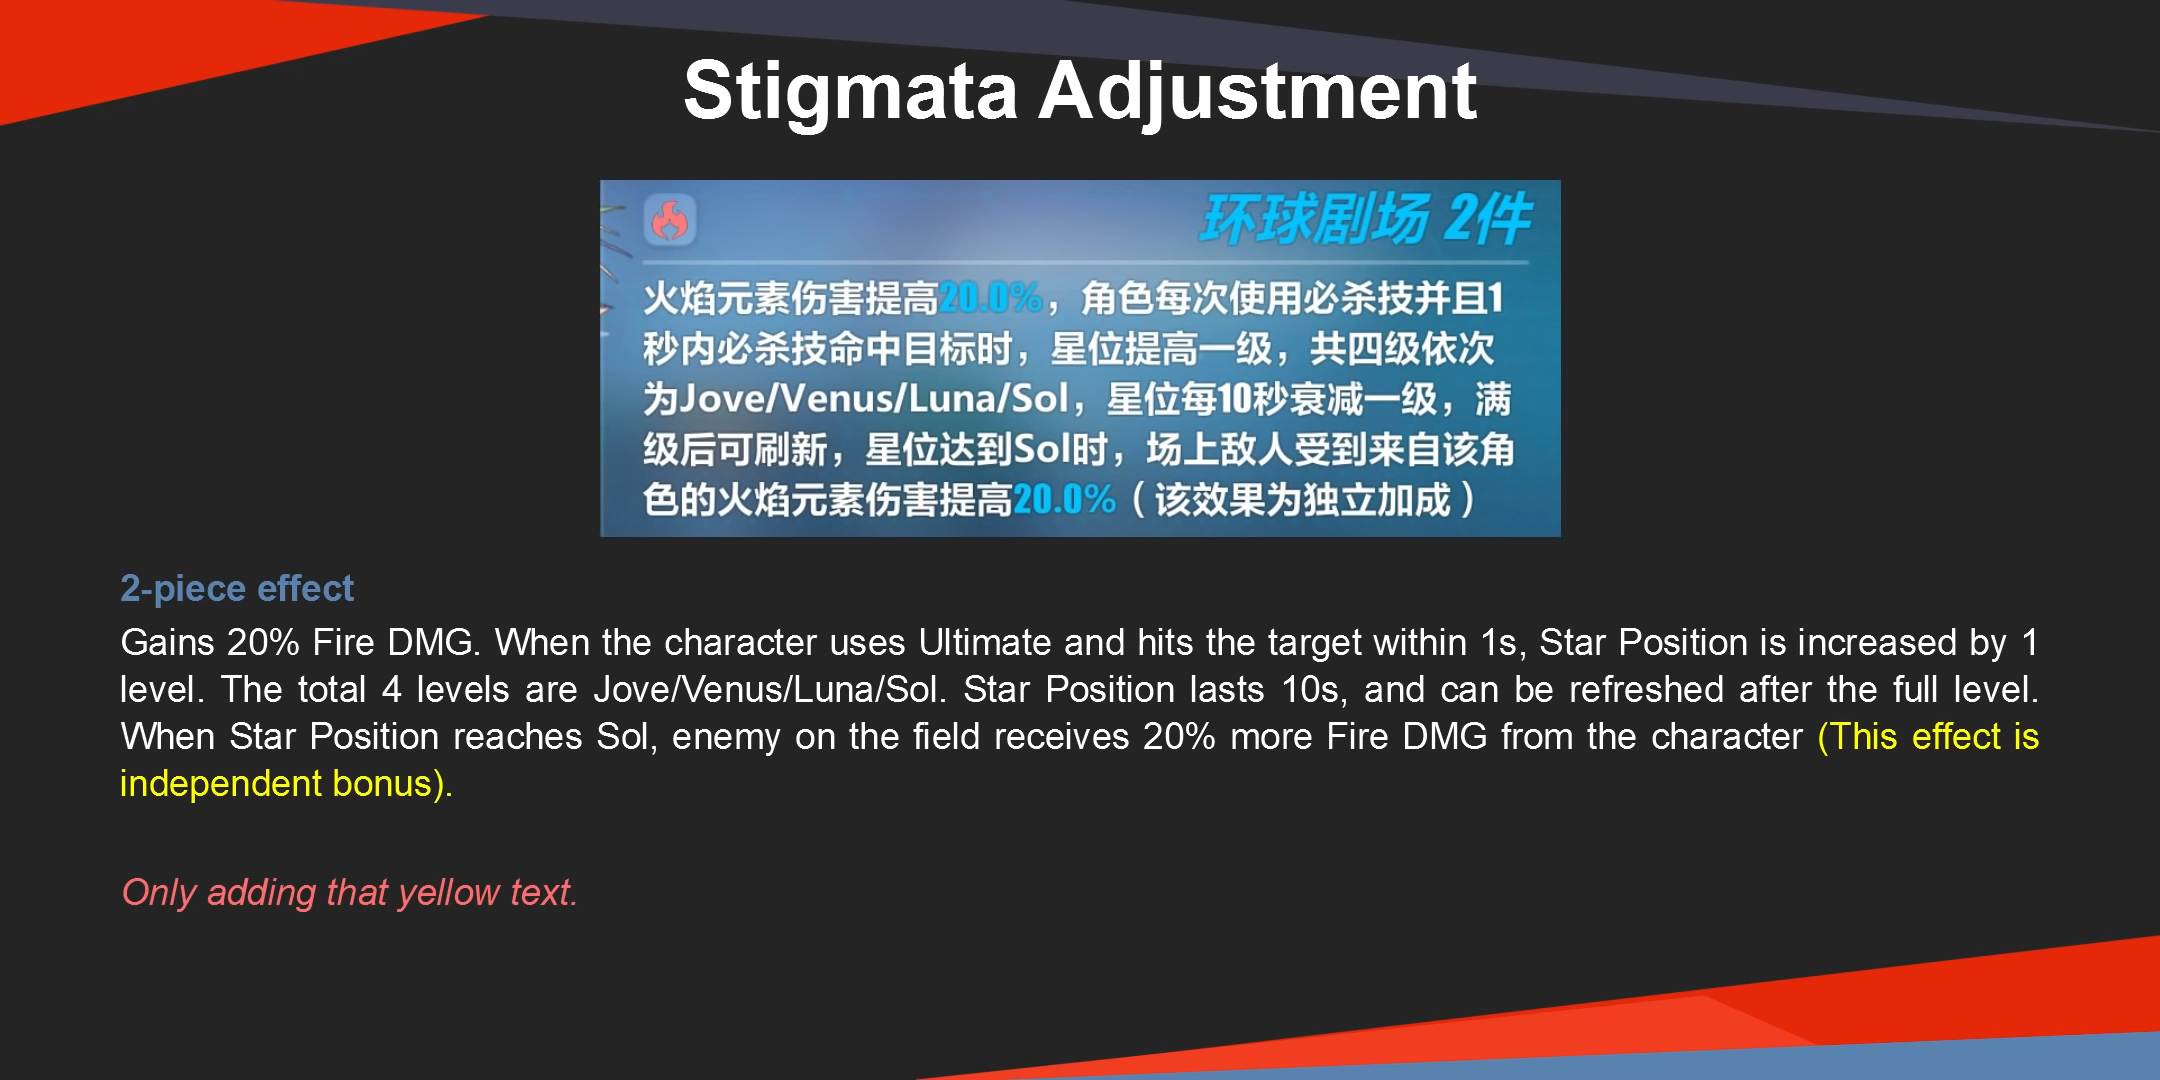 Stigmata Adjustment
环球剧场 2件
火焰元素伤害提高20.0%，角色每次使用必杀技并且1
秒内必杀技命中目标时，星位提高一级，共四级依次
为Jove/Venus/Luna/Sol，星位每10秒衰减一级，满
级后可刷新，星位达到Sol时，场上敌人受到来自该角
色的火焰元素伤害提高20.0%（该效果为独立加成）
2-piece effect
Gains 20% Fire DMG. When the character uses Ultimate and hits the target within 1s, Star Position is increased by 1
level. The total 4 levels are Jove/Venus/Luna/Sol. Star Position lasts 10s, and can be refreshed after the full level.
When Star Position reaches Sol, enemy on the field receives 20% more Fire DMG from the character (This effect is
independent bonus).
Only adding that yellow text.